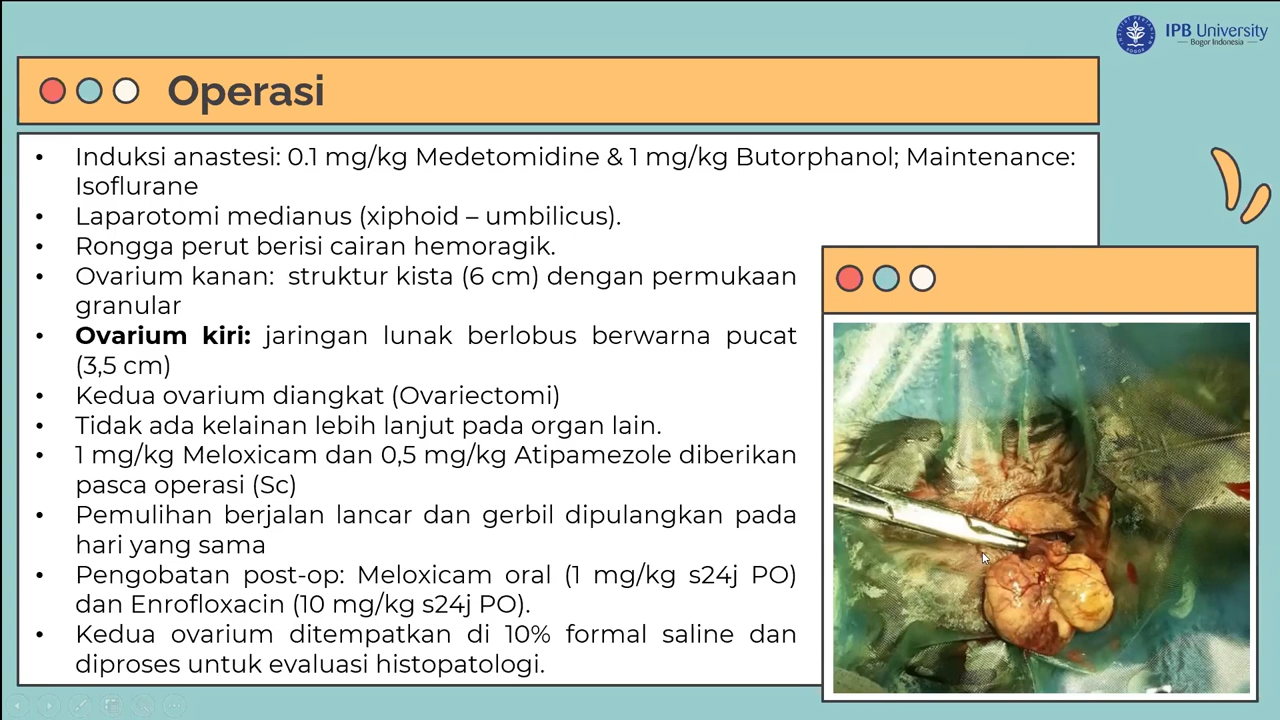 IPB University
Bogor Indonesia
Operasi
• Induksi anastesi: 0.1 mg/kg Medetomidine & 1 mg/kg Butorphanol; Maintenance:
Isoflurane
• Laparotomi medianus (xiphoid – umbilicus).
• Rongga perut berisi cairan hemoragik.
• Ovarium kanan: struktur kista (6 cm) dengan permukaan
granular
• Ovarium kiri: jaringan lunak berlobus berwarna pucat
(3,5 cm)
• Kedua ovarium diangkat (Ovariectomi)
• Tidak ada kelainan lebih lanjut pada organ lain.
• 1 mg/kg Meloxicam dan 0,5 mg/kg Atipamezole diberikan
pasca operasi (Sc)
• Pemulihan berjalan lancar dan gerbil dipulangkan pada
hari yang sama
• Pengobatan post-op: Meloxicam oral (1 mg/kg s24j PO)
dan Enrofloxacin (10 mg/kg s24j PO).
• Kedua ovarium ditempatkan di 10% formal saline dan
diproses untuk evaluasi histopatologi.